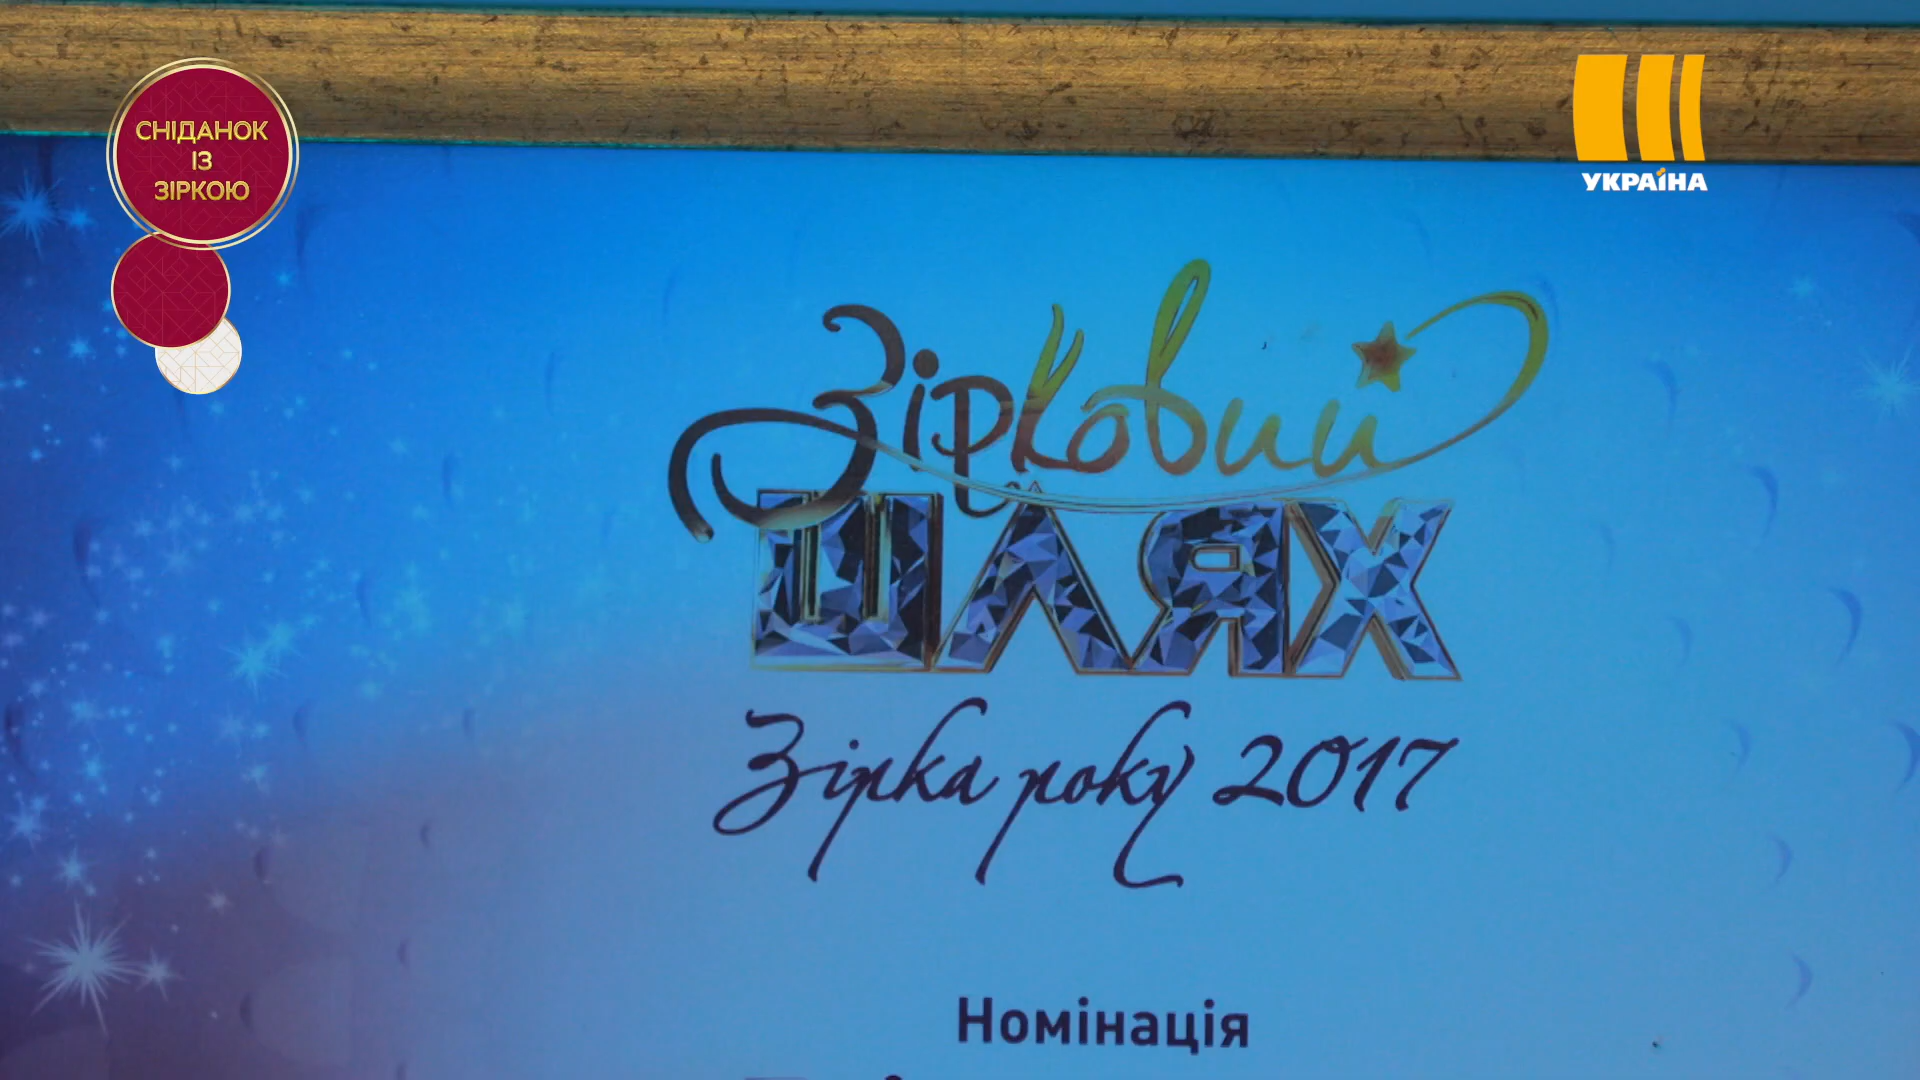 СНІДАНОК
ІЗ
ЗІРКОЮ
УКРАЇНА
Зірковий
ШЛЯХ
Зірка року 2017
Номінація